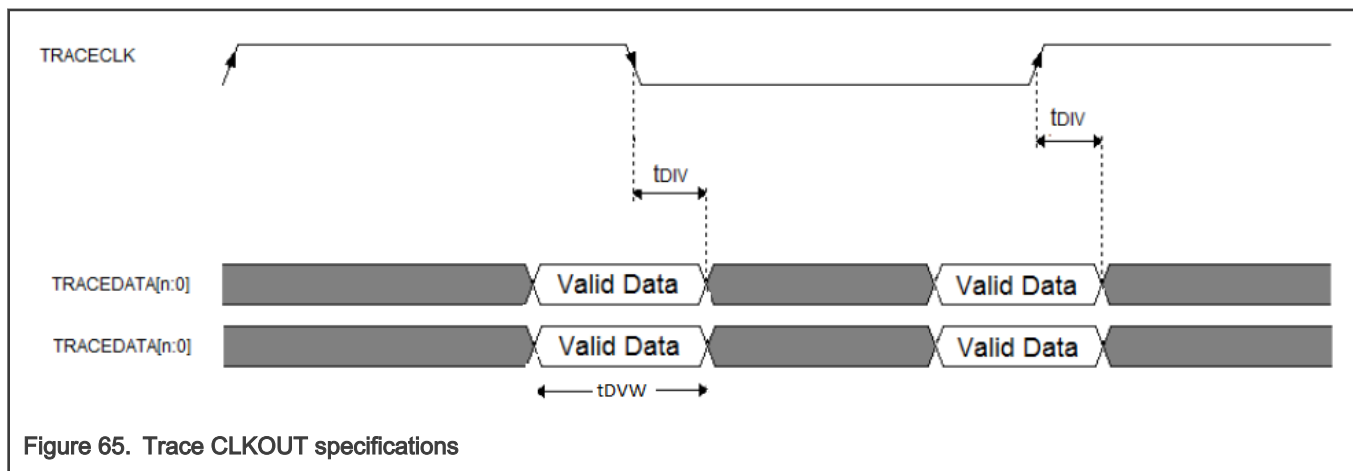 TRACECLK
tDIV
tDIV
TRACEDATA[n:0] Valid Data Valid Data
TRACEDATA[n:0] Valid Data Valid Data
tDVW
Figure 65. Trace CLKOUT specifications